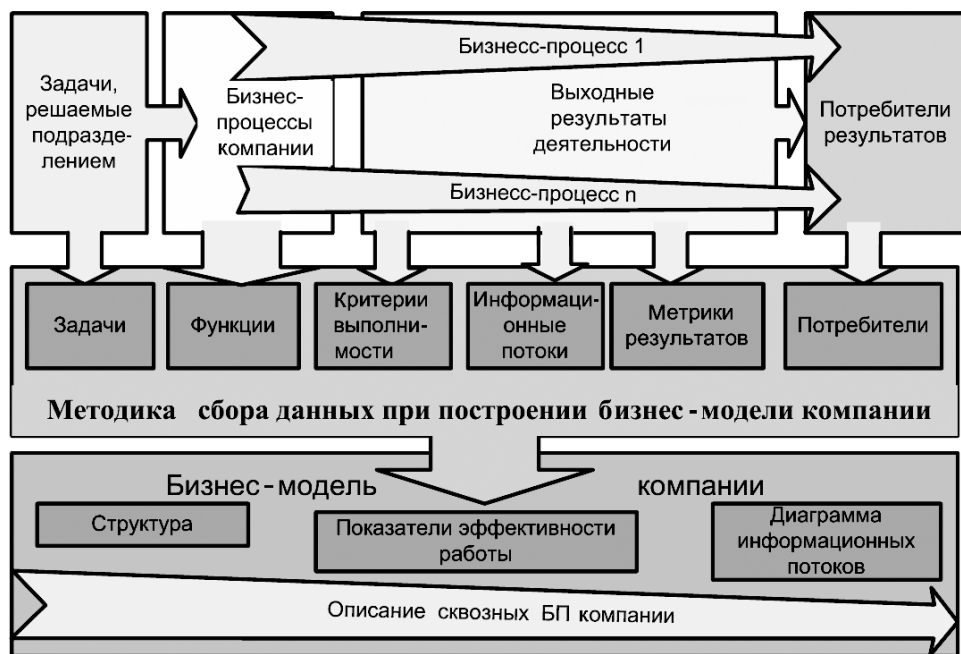 Бизнесс-процесс 1
Задачи,
решаемые
подразде-
лением
Бизнес-
процессы
компании
Выходные
результаты
деятельности
Потребители
результатов
Бизнесс-процесс n
Задачи
Функции
Критерии
выполни-
мости
Информаци-
онные
потоки
Метрики
результатов
Потребители
Методика сбора данных при построении бизнес-модели компании
Бизнес-модель компании
Структура
Показатели эффективности
работы
Диаграмма
информационных
потоков
Описание сквозных БП компании